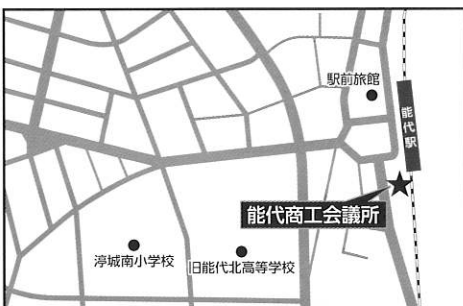 駅前旅館
能代駅
能代商工会議所
渟城南小学校
旧能代北高等学校